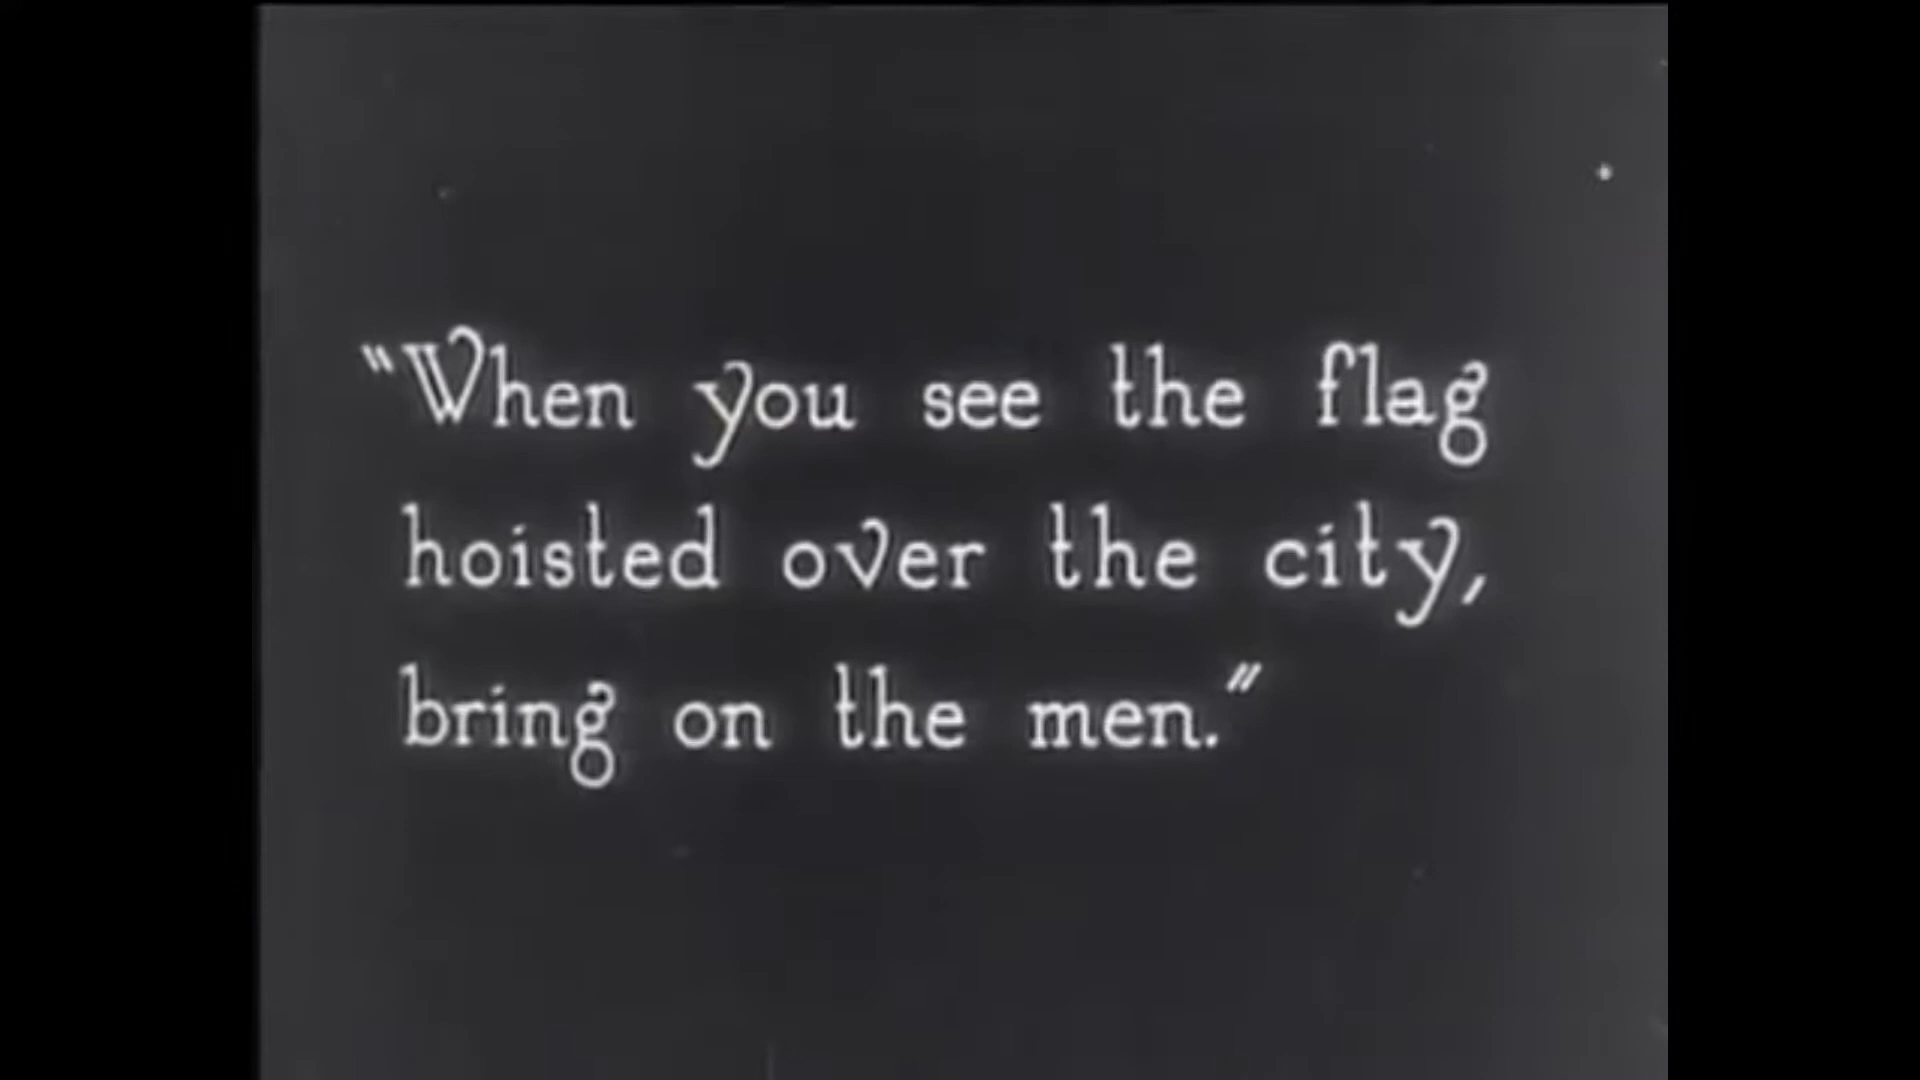 "When you see the flag
hoisted over the city,
bring on the men."